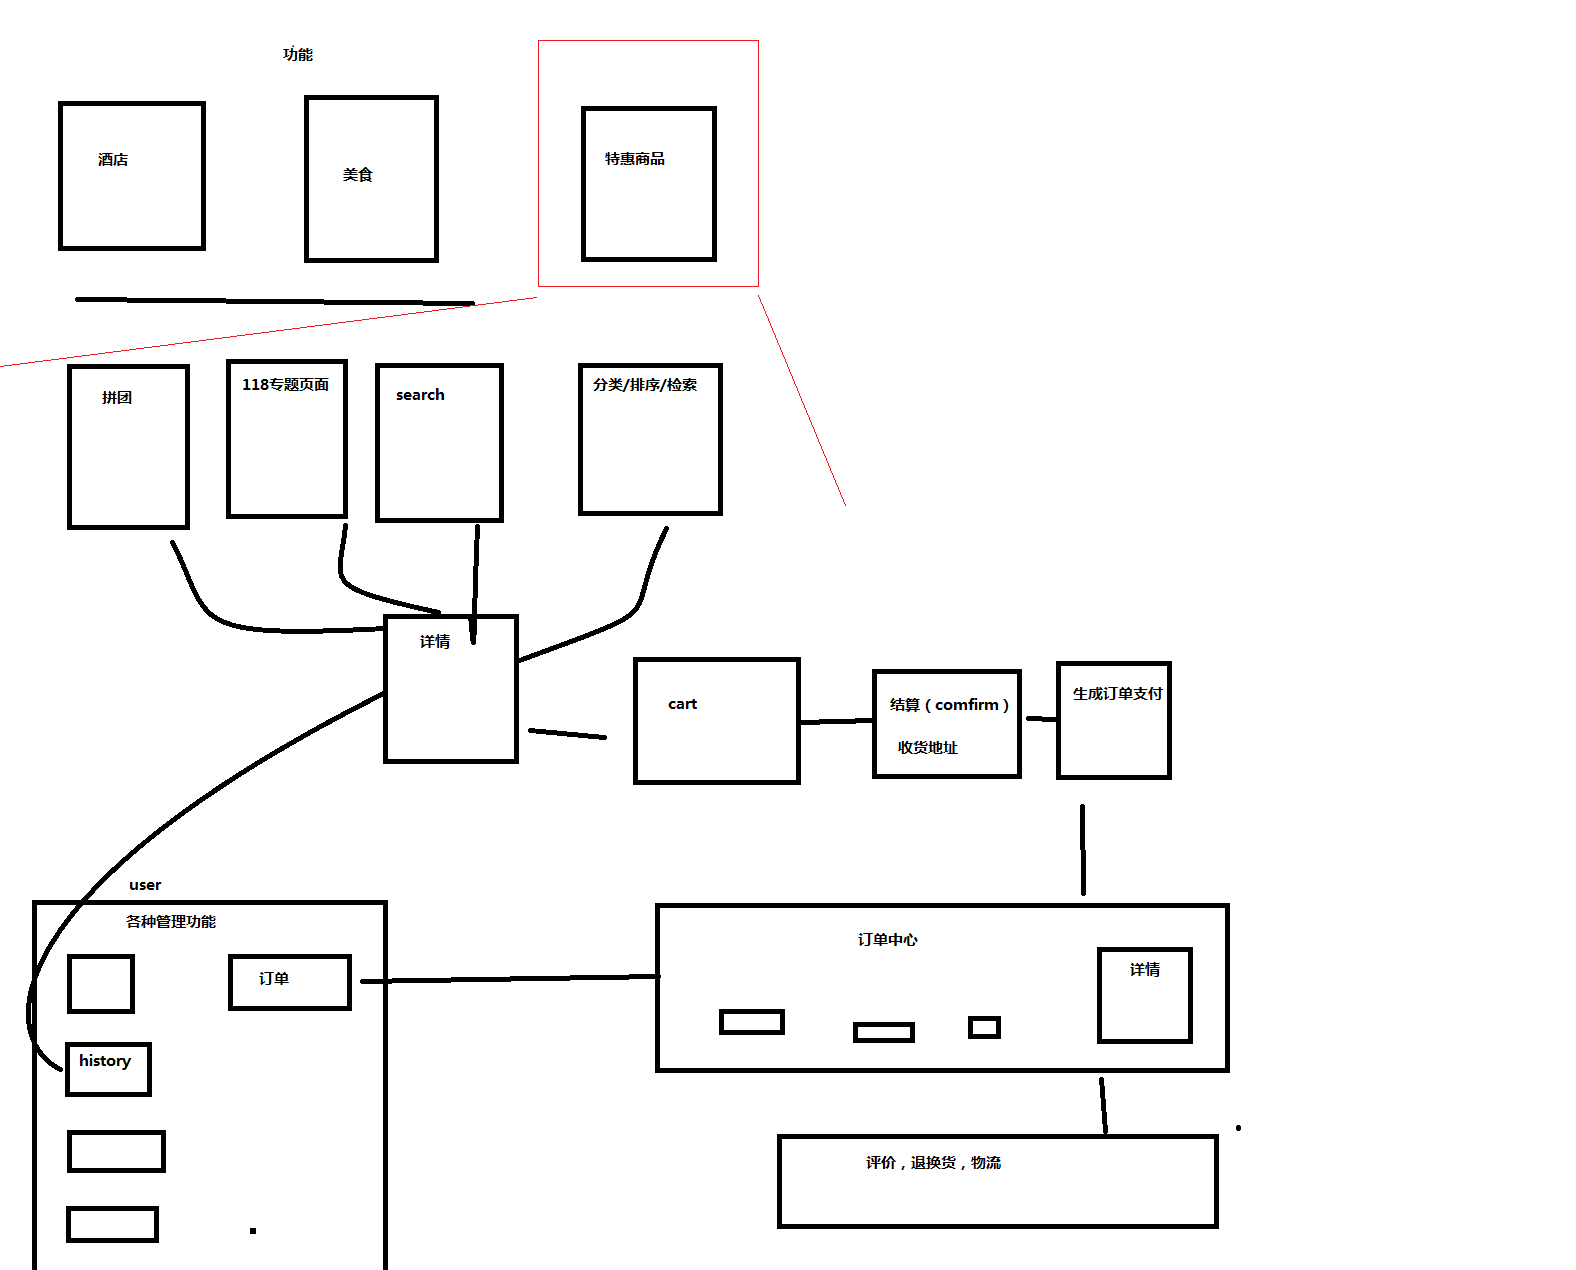 功能
酒店
美食
特惠商品
拼团
118专题页面
search
分类/排序/检索
详情
cart
结算（comfirm）
收货地址
生成订单支付
user
各种管理功能
订单
history
订单中心
详情
评价，退换货，物流